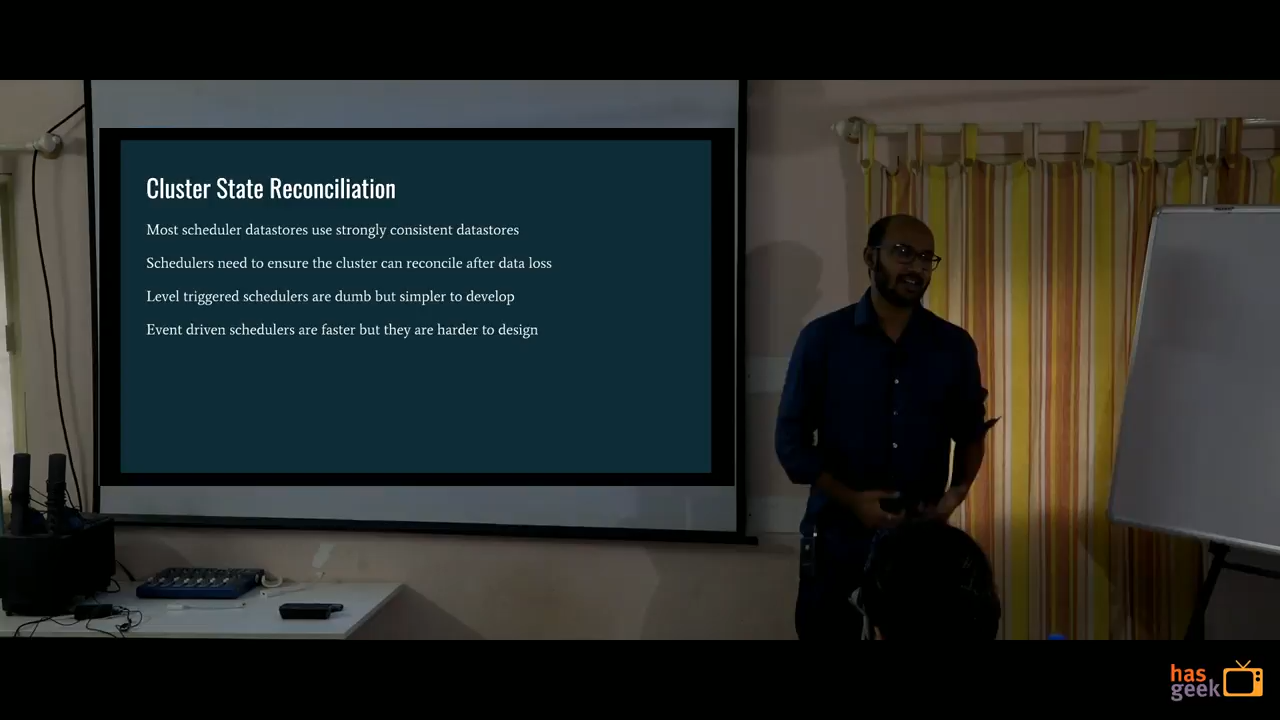 Cluster State Reconciliation
Most scheduler datastores use strongly consistent datastores
Schedulers need to ensure the cluster can reconcile after data loss
Level triggered schedulers are dumb but simpler to develop
Event driven schedulers are faster but they are harder to design
has
geek